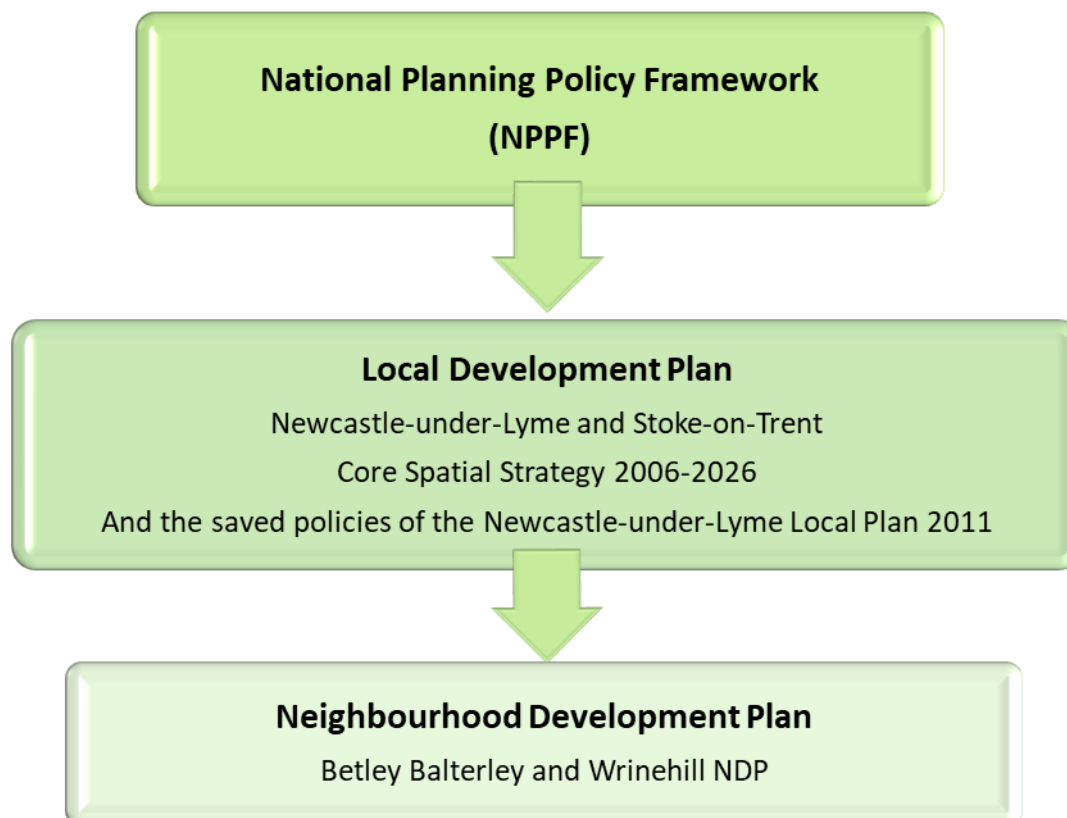 National Planning Policy Framework
(NPPF)
Local Development Plan
Newcastle-under-Lyme and Stoke-on-Trent
Core Spatial Strategy 2006-2026
And the saved policies of the Newcastle-under-Lyme Local Plan 2011
Neighbourhood Development Plan
Betley Balterley and Wrinehill NDP